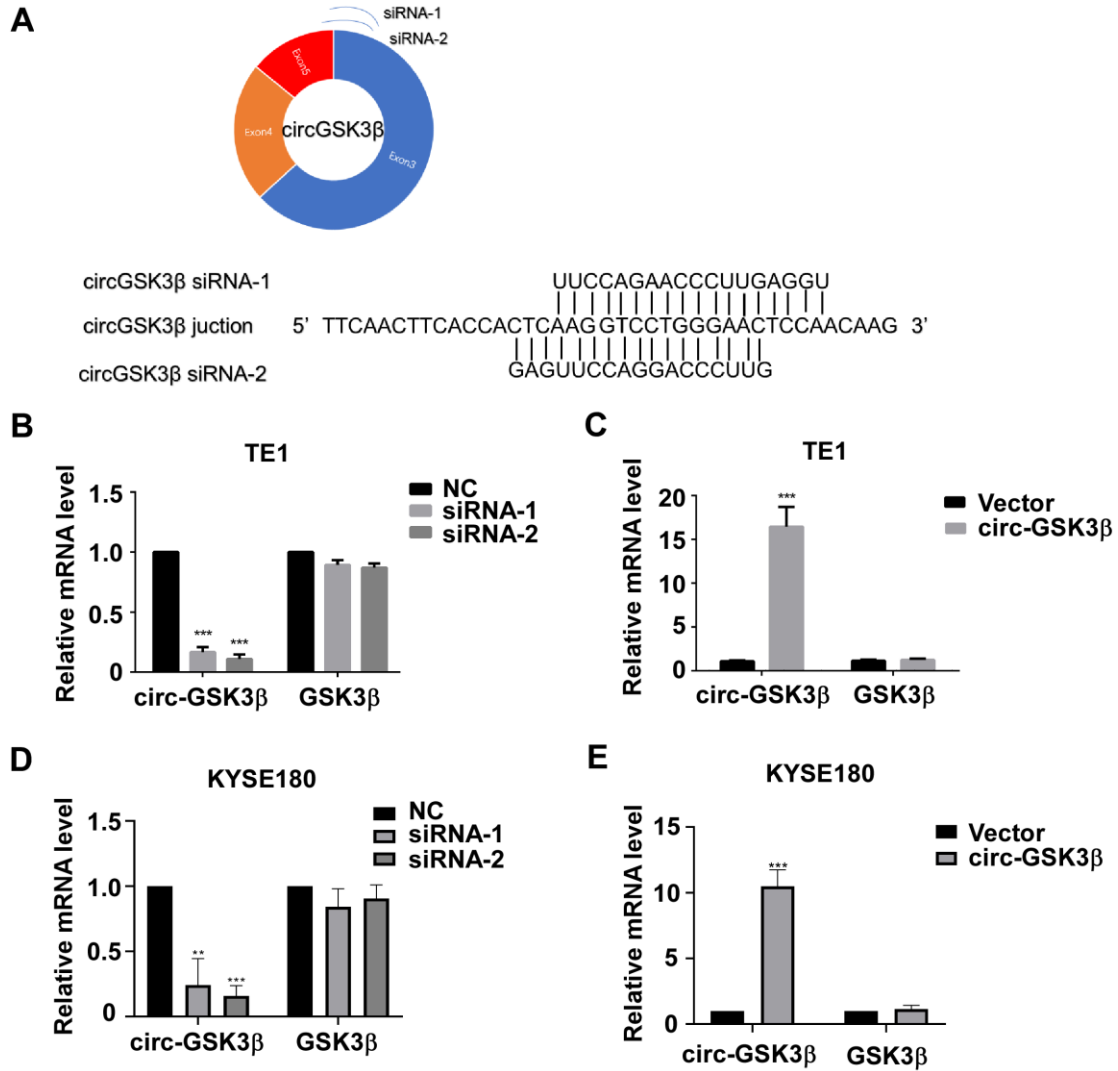 A
siRNA-1
siRNA-2
Exon5
Exon4
circGSK3β
Exon3
circGSK3β siRNA-1 UUCCAGAACCCUUGAGGU
circGSK3β juction 5' TTCAACTTCACCACTCAAGGGTCCTGGGAACTCCAACAAG 3'
circGSK3β siRNA-2 GAGUUCCAGGACCCUUG
B
TE1
Relative mRNA level
1.5
1.0
0.5
0
***
***
circ-GSK3β
GSK3β
NC
siRNA-1
siRNA-2
C
TE1
Relative mRNA level
20
15
10
5
0
***
circ-GSK3β
GSK3β
Vector
circ-GSK3β
D
KYSE180
Relative mRNA level
1.5
1.0
0.5
0
**
***
circ-GSK3β
GSK3β
NC
siRNA-1
siRNA-2
E
KYSE180
Relative mRNA level
15
10
5
0
***
circ-GSK3β
GSK3β
Vector
circ-GSK3β